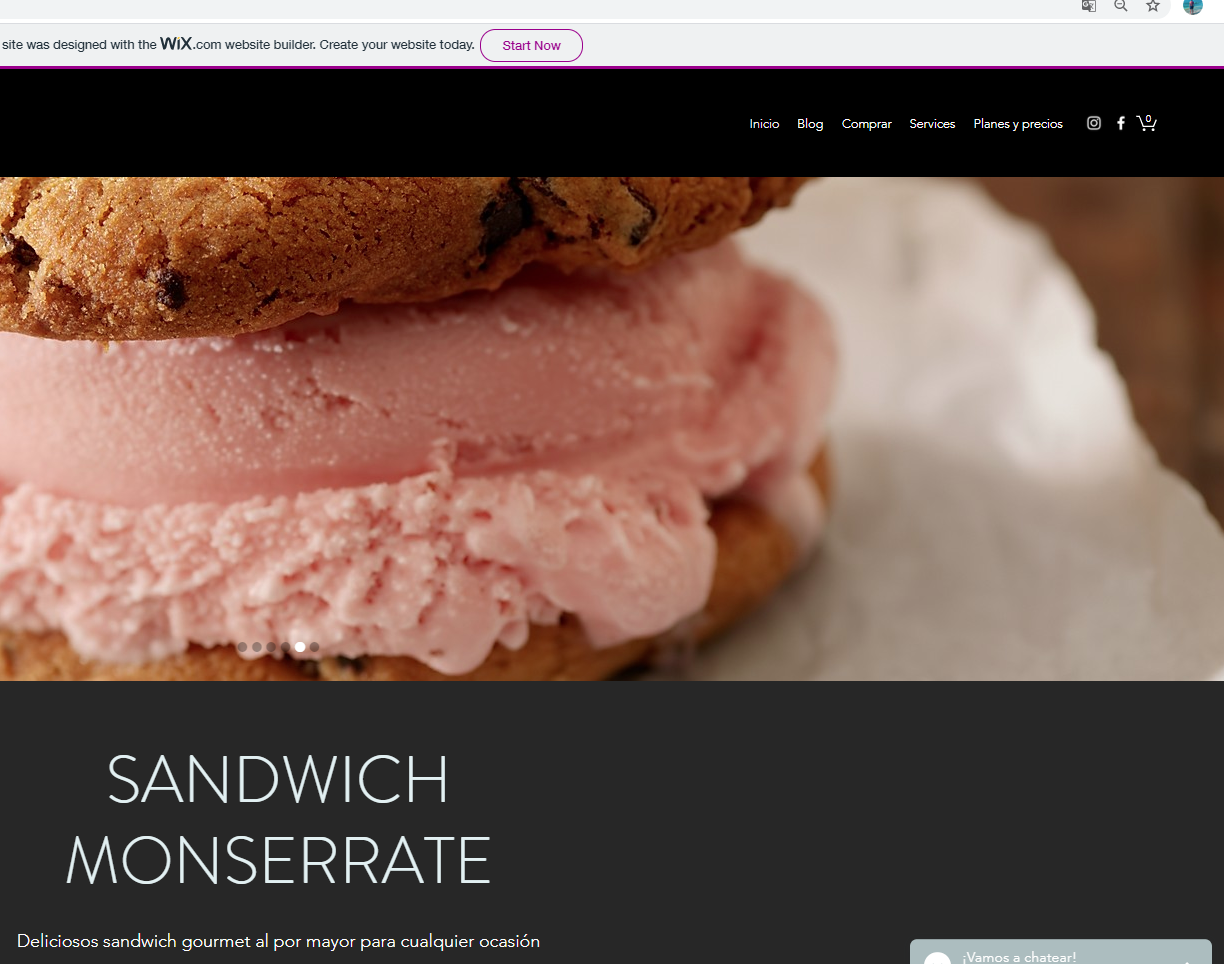 site was designed with the WiX.com website builder. Create your website today. Start Now
Inicio Blog Comprar Services Planes y precios 0
SANDWICH
MONSERRATE
Deliciosos sandwich gourmet al por mayor para cualquier ocasión
¡Vamos a chatear!